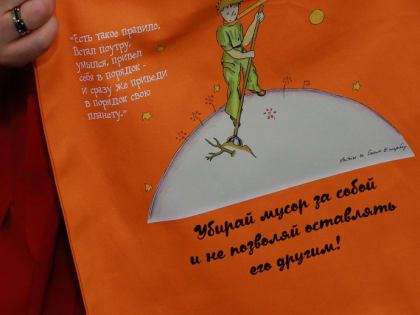 "Есть такое правило.
Встал поутру,
умылся, привел
себя в порядок -
и сразу же приведи
в порядок свою
планету."
Убирай мусор за собой
и не позволяй оставлять
его другим!